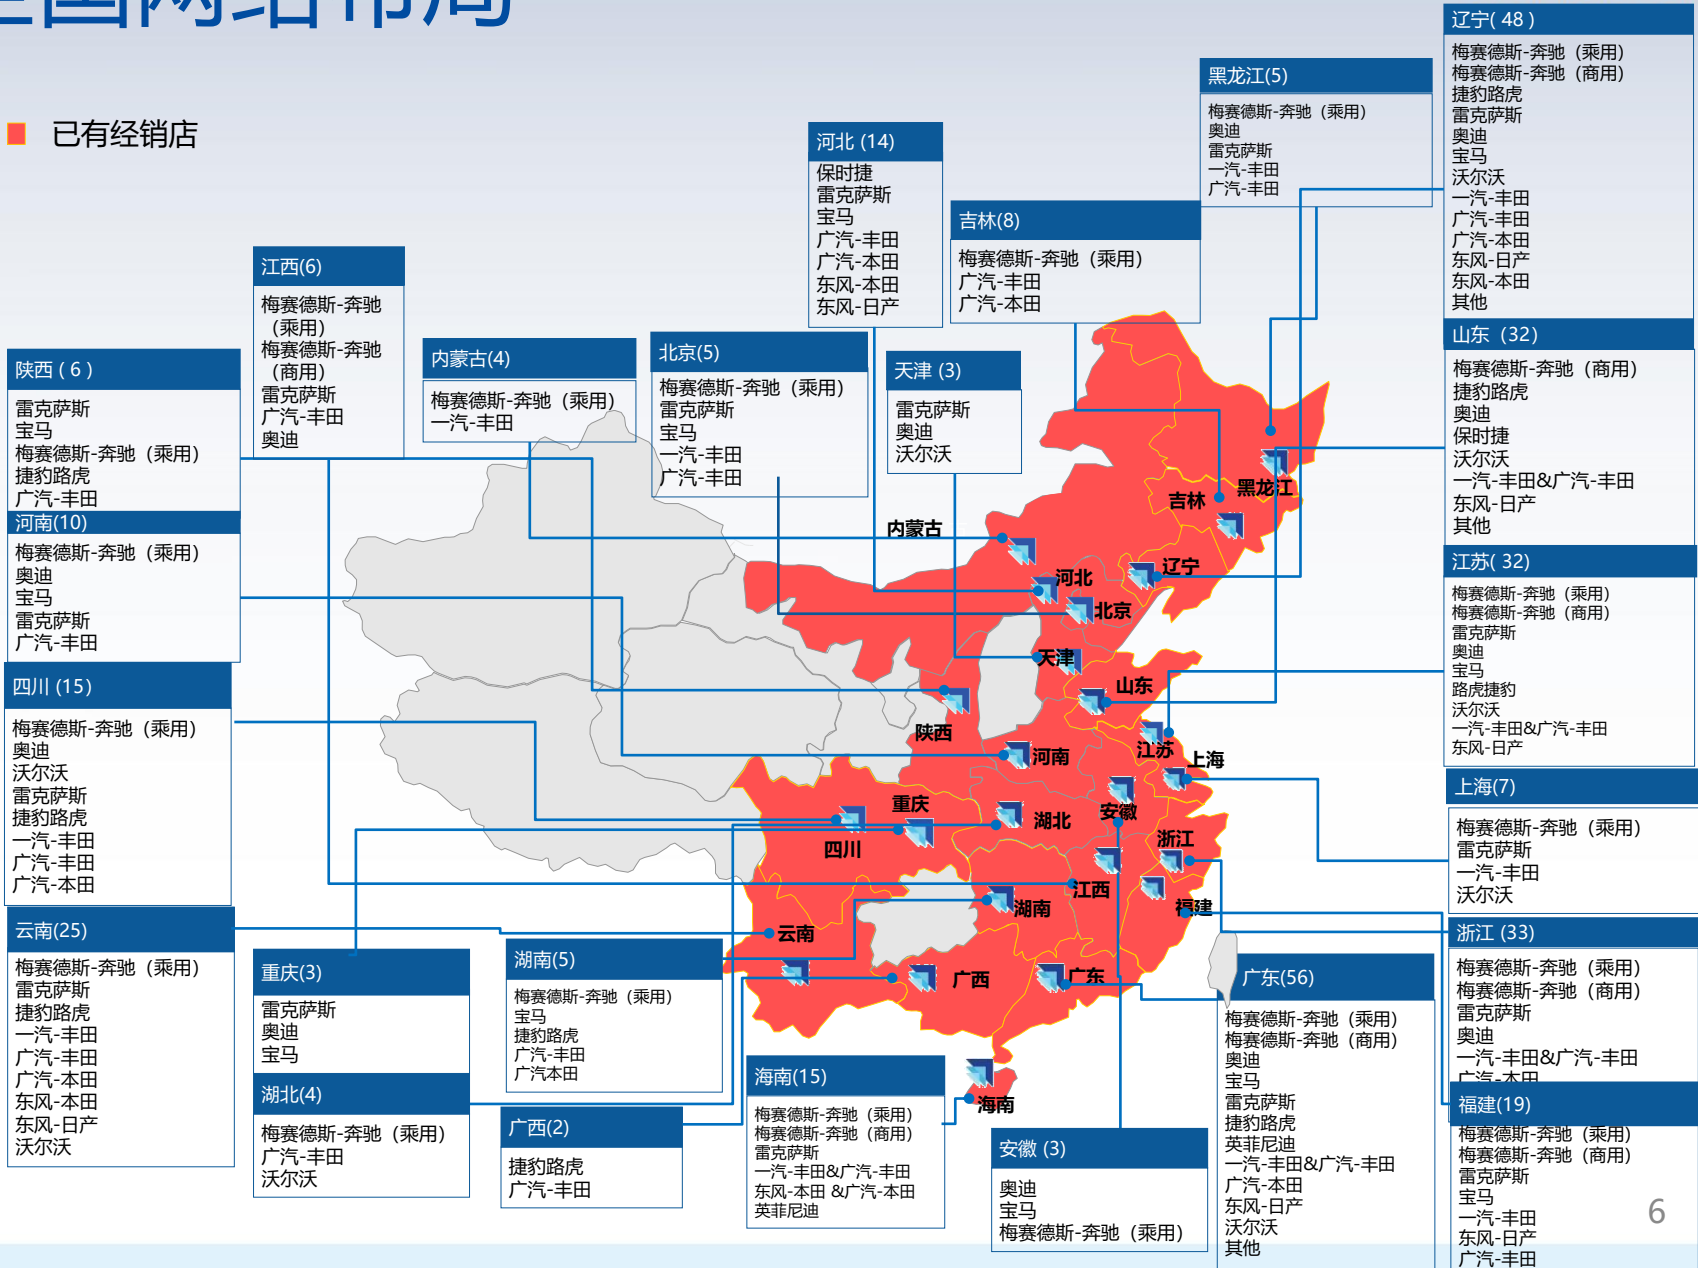 全国网络布局
已有经销店
辽宁( 48 )
梅赛德斯-奔驰（乘用）
梅赛德斯-奔驰（商用）
捷豹路虎
雷克萨斯
奥迪
宝马
沃尔沃
一汽-丰田
广汽-丰田
广汽-本田
东风-日产
东风-本田
其他
黑龙江(5)
梅赛德斯-奔驰（乘用）
奥迪
雷克萨斯
一汽-丰田
广汽-丰田
河北 (14)
保时捷
雷克萨斯
宝马
广汽-丰田
广汽-本田
东风-本田
东风-日产
吉林(8)
梅赛德斯-奔驰（乘用）
广汽-丰田
广汽-本田
江西(6)
梅赛德斯-奔驰
（乘用）
梅赛德斯-奔驰
（商用）
雷克萨斯
广汽-丰田
奥迪
内蒙古(4)
梅赛德斯-奔驰（乘用）
一汽-丰田
北京(5)
梅赛德斯-奔驰（乘用）
雷克萨斯
宝马
一汽-丰田
广汽-丰田
天津 (3)
雷克萨斯
奥迪
沃尔沃
陕西 ( 6 )
雷克萨斯
宝马
梅赛德斯-奔驰（乘用）
捷豹路虎
广汽-丰田
河南(10)
梅赛德斯-奔驰（乘用）
奥迪
宝马
雷克萨斯
广汽-丰田
四川 (15)
梅赛德斯-奔驰（乘用）
奥迪
沃尔沃
雷克萨斯
捷豹路虎
一汽-丰田
广汽-丰田
广汽-本田
云南(25)
梅赛德斯-奔驰（乘用）
雷克萨斯
捷豹路虎
一汽-丰田
广汽-丰田
广汽-本田
东风-本田
东风-日产
沃尔沃
山东（32)
梅赛德斯-奔驰（商用）
捷豹路虎
奥迪
保时捷
沃尔沃
一汽-丰田&广汽-丰田
东风-日产
其他
江苏( 32)
梅赛德斯-奔驰（乘用）
梅赛德斯-奔驰（商用）
雷克萨斯
奥迪
宝马
路虎捷豹
沃尔沃
一汽-丰田&广汽-丰田
东风-日产
上海(7)
梅赛德斯-奔驰（乘用）
雷克萨斯
一汽-丰田
沃尔沃
浙江 (33)
梅赛德斯-奔驰（乘用）
梅赛德斯-奔驰（商用）
雷克萨斯
奥迪
一汽-丰田&广汽-丰田
广汽-本田
福建(19)
梅赛德斯-奔驰（乘用）
梅赛德斯-奔驰（商用）
雷克萨斯
宝马
一汽-丰田
东风-日产
广汽-丰田
内蒙古
黑龙江
吉林
辽宁
河北
北京
天津
山东
陕西
河南
江苏
上海
重庆
湖北
安徽
浙江
四川
江西
湖南
福建
云南
广西
广东
海南
重庆(3)
雷克萨斯
奥迪
宝马
湖北(4)
梅赛德斯-奔驰（乘用）
广汽-丰田
沃尔沃
湖南(5)
梅赛德斯-奔驰（乘用）
宝马
捷豹路虎
广汽-丰田
广汽本田
广西(2)
捷豹路虎
广汽-丰田
海南(15)
梅赛德斯-奔驰（乘用）
梅赛德斯-奔驰（商用）
雷克萨斯
一汽-丰田&广汽-丰田
东风-本田 &广汽-本田
英菲尼迪
安徽 (3)
奥迪
宝马
梅赛德斯-奔驰（乘用）
广东(56)
梅赛德斯-奔驰（乘用）
梅赛德斯-奔驰（商用）
奥迪
宝马
雷克萨斯
捷豹路虎
英菲尼迪
一汽-丰田&广汽-丰田
广汽-本田
东风-日产
沃尔沃
其他
6